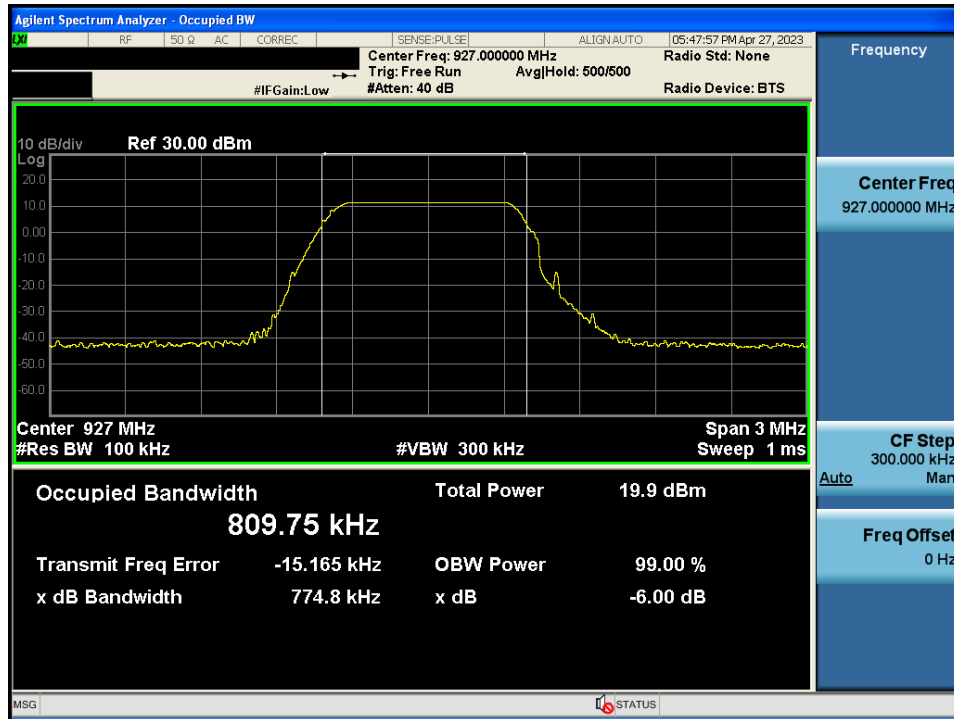 Agilent Spectrum Analyzer - Occupied BW
LXI RF 50 Ω AC CORREC SENSE:PULSE ALIGN AUTO 05:47:57 PM Apr 27, 2023
Center Freq: 927.000000 MHz Radio Std: None
Trig: Free Run Avg|Hold: 500/500
#IFGain:Low #Atten: 40 dB Radio Device: BTS
Frequency
10 dB/div Ref 30.00 dBm
Log
20.0
10.0
0.00
-10.0
-20.0
-30.0
-40.0
-50.0
-60.0
Center 927 MHz Span 3 MHz
#Res BW 100 kHz #VBW 300 kHz Sweep 1 ms
Center Freq
927.000000 MHz
CF Step
300.000 kHz
Auto Man
Freq Offset
0 Hz
Occupied Bandwidth Total Power 19.9 dBm
809.75 kHz
Transmit Freq Error -15.165 kHz OBW Power 99.00 %
x dB Bandwidth 774.8 kHz x dB -6.00 dB
MSG STATUS